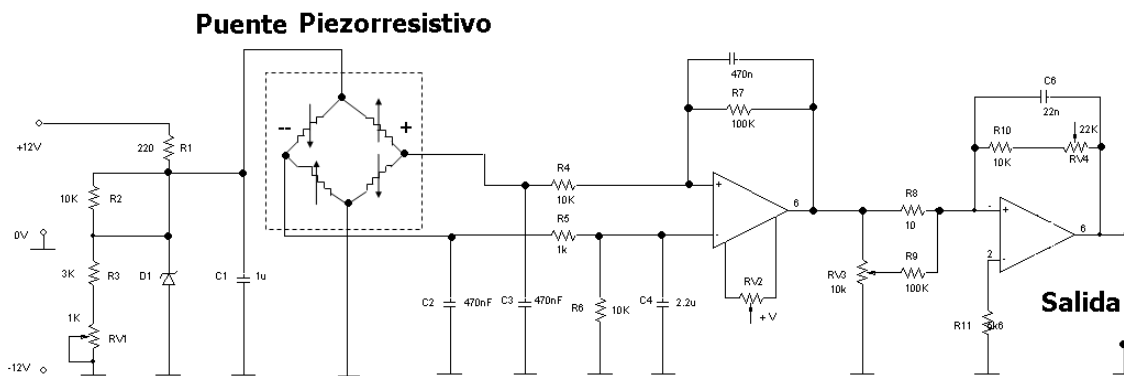 Puente Piezorresistivo
+12V
220
R1
10K
R2
0V
3K
R3
1K
RV1
-12V
D1
C1
1u
--
+
C2
470nF
C3
470nF
R4
10K
R5
1k
R6
10K
C4
2.2u
470n
R7
100K
+
-
6
RV2
+ V
RV3
10k
R8
10
R9
100K
C6
22n
R10
10K
22K
RV4
-
+
2
-
6
R11
Salida